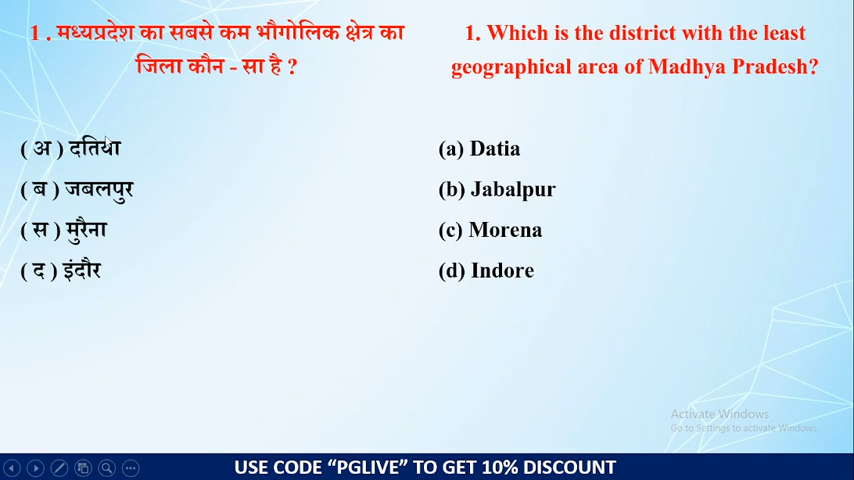 1 . मध्यप्रदेश का सबसे कम भौगोलिक क्षेत्र का
जिला कौन - सा है ?
( अ ) दतिया
( ब ) जबलपुर
( स ) मुरैना
( द ) इंदौर
1. Which is the district with the least
geographical area of Madhya Pradesh?
(a) Datia
(b) Jabalpur
(c) Morena
(d) Indore
Activate Windows
Go to Settings to activate Windows.
USE CODE “PGLIVE” TO GET 10% DISCOUNT